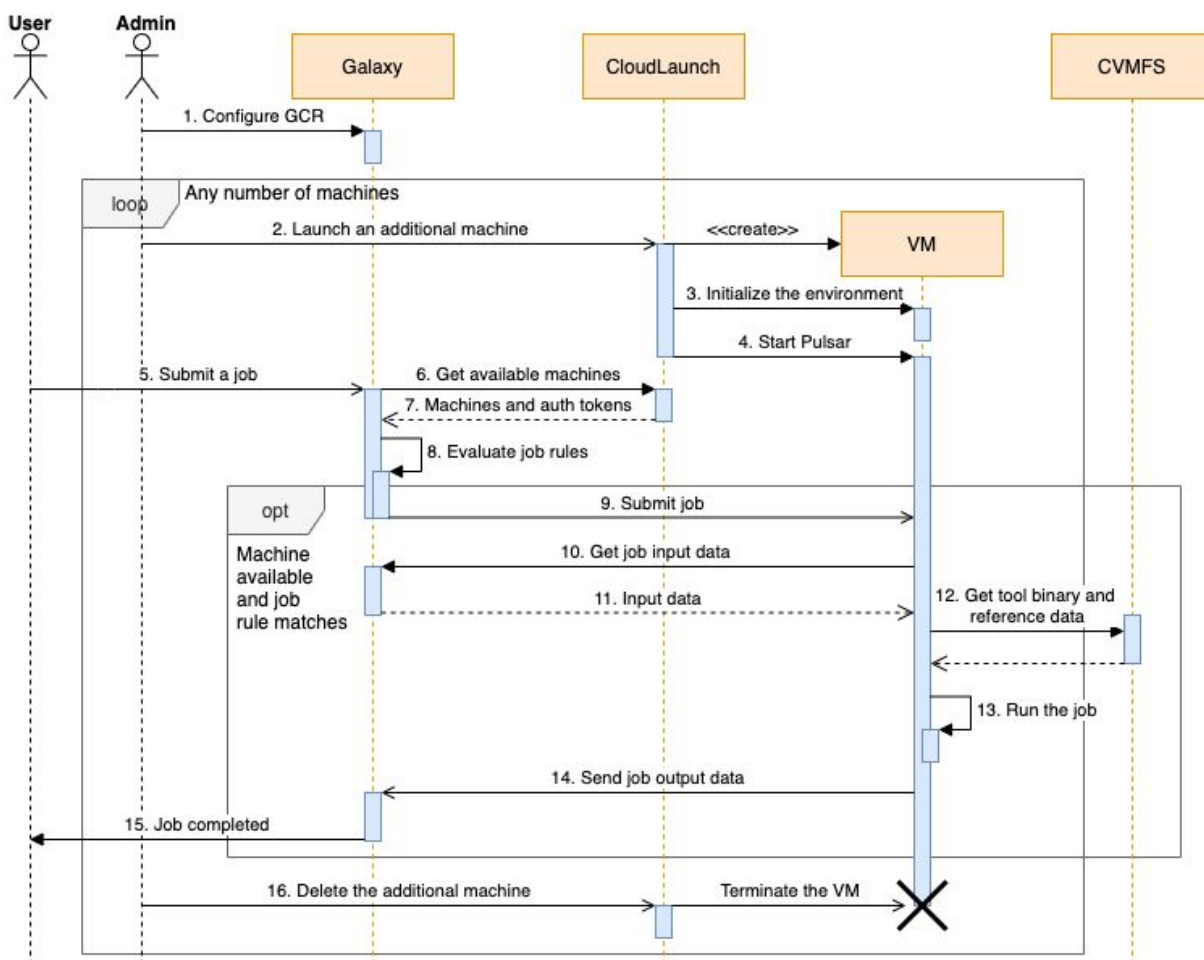 User
Admin
Galaxy
CloudLaunch
CVMFS
1. Configure GCR
loop
Any number of machines
2. Launch an additional machine
<<create>>
VM
3. Initialize the environment
4. Start Pulsar
5. Submit a job
6. Get available machines
7. Machines and auth tokens
8. Evaluate job rules
opt
9. Submit job
Machine
available
and job
rule matches
10. Get job input data
11. Input data
12. Get tool binary and
reference data
13. Run the job
14. Send job output data
15. Job completed
16. Delete the additional machine
Terminate the VM